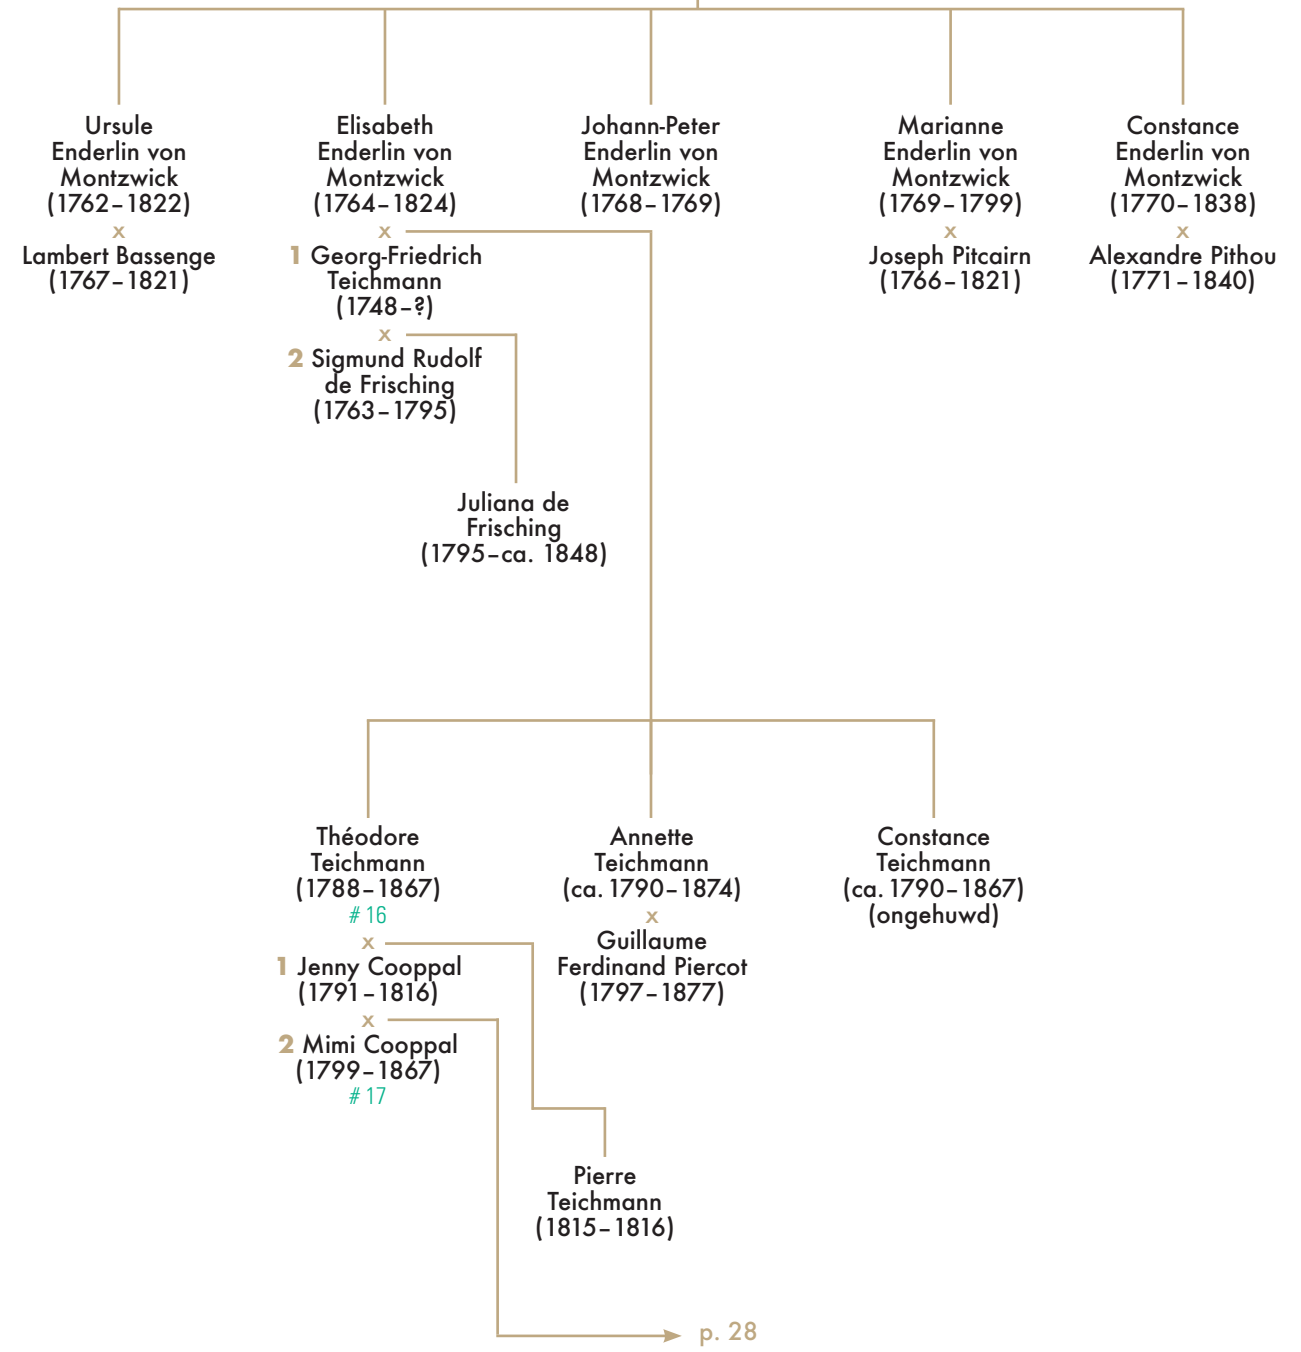 Ursule
Enderlin von
Montzwick
(1762–1822)
x
Lambert Bassenge
(1767–1821)
Elisabeth
Enderlin von
Montzwick
(1764–1824)
x
1 Georg-Friedrich
Teichmann
(1748–?)
x
2 Sigmund Rudolf
de Frisching
(1763–1795)
Johann-Peter
Enderlin von
Montzwick
(1768–1769)
Marianne
Enderlin von
Montzwick
(1769–1799)
x
Joseph Pitcairn
(1766–1821)
Constance
Enderlin von
Montzwick
(1770–1838)
x
Alexandre Pithou
(1771–1840)
Juliana de
Frisching
(1795–ca. 1848)
Théodore
Teichmann
(1788–1867)
# 16
x
1 Jenny Cooppal
(1791–1816)
x
2 Mimi Cooppal
(1799–1867)
# 17
Annette
Teichmann
(ca. 1790–1874)
x
Guillaume
Ferdinand Piercot
(1797–1877)
Constance
Teichmann
(ca. 1790–1867)
(ongehuwd)
Pierre
Teichmann
(1815–1816)
p. 28